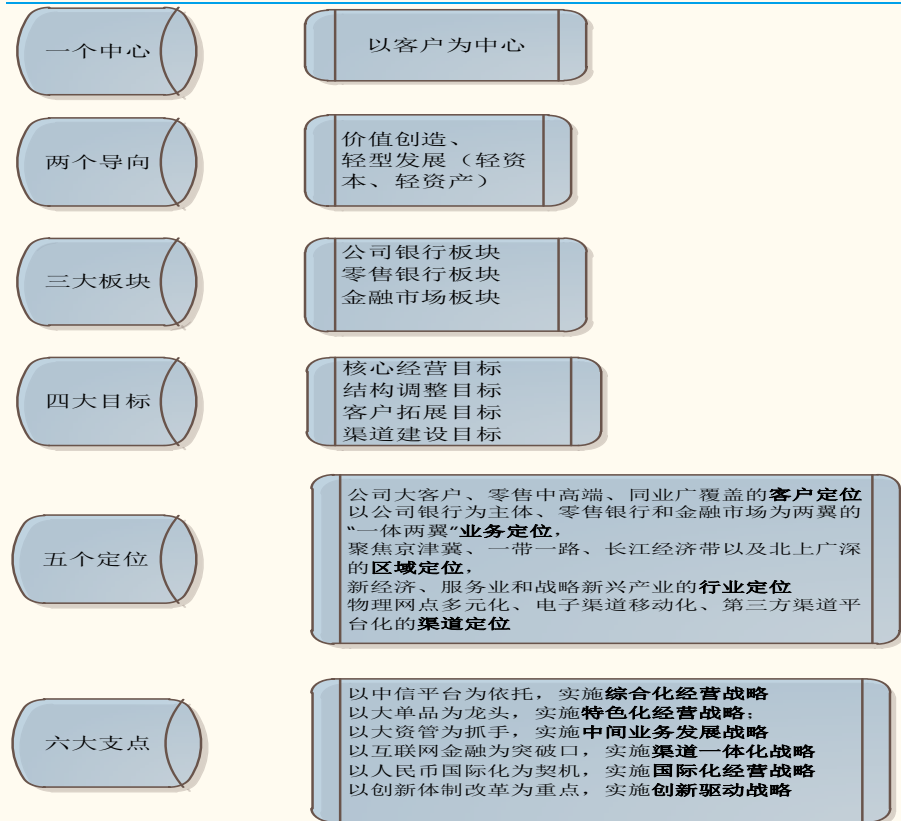 一个中心
以客户为中心
两个导向
价值创造、
轻型发展（轻资
本、轻资产）
三大板块
公司银行板块
零售银行板块
金融市场板块
四大目标
核心经营目标
结构调整目标
客户拓展目标
渠道建设目标
五个定位
公司大客户、零售中高端、同业广覆盖的客户定位
以公司银行为主体、零售银行和金融市场为两翼的
“一体两翼”业务定位，
聚焦京津冀、一带一路、长江经济带以及北上广深
的区域定位，
新经济、服务业和战略新兴产业的行业定位
物理网点多元化、电子渠道移动化、第三方渠道平
台化的渠道定位
六大支点
以中信平台为依托，实施综合化经营战略
以大单品为龙头，实施特色化经营战略；
以大资管为抓手，实施中间业务发展战略
以互联网金融为突破口，实施渠道一体化战略
以人民币国际化为契机，实施国际化经营战略
以创新体制改革为重点，实施创新驱动战略